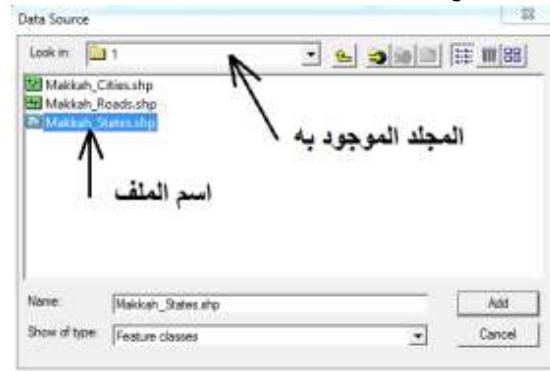 Data Source
Look in: 1
Makkah_Cities.shp
Makkah_Roads.shp
Makkah_States.shp
المجلد الموجود به
اسم الملف
Name: Makkah_States.shp Add
Show of type: Feature classes Cancel